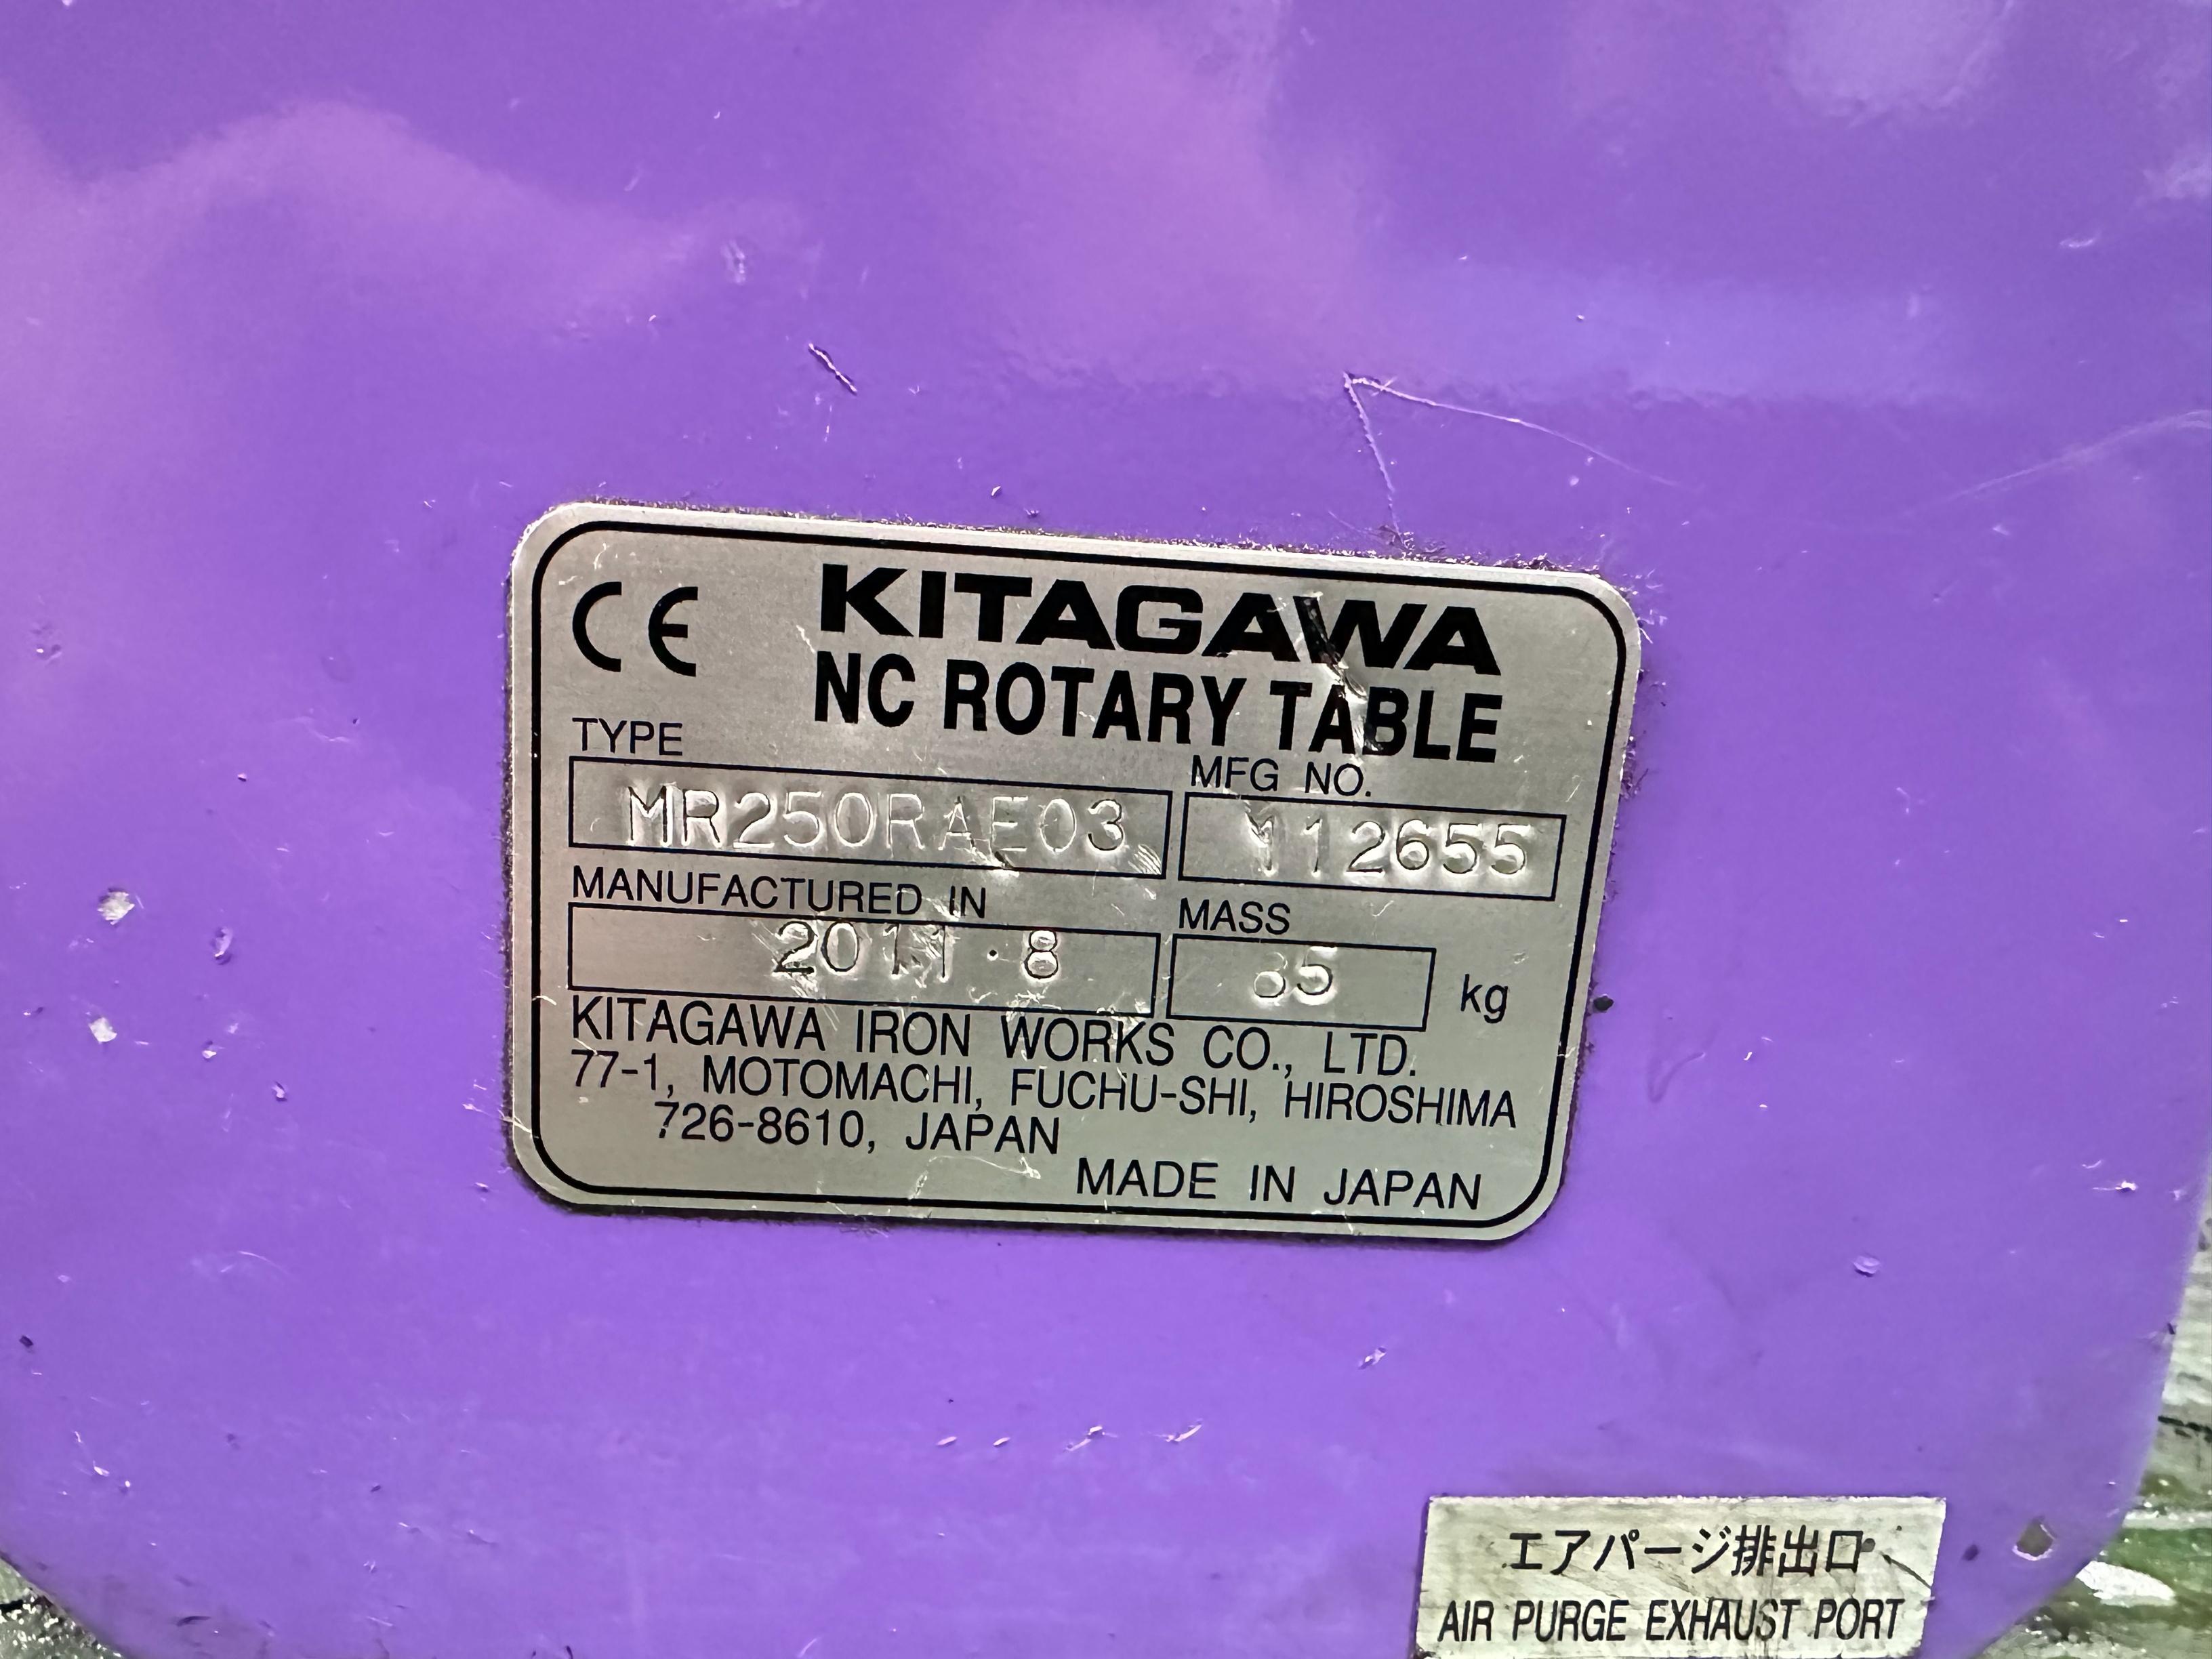 CE KITAGAWA
NC ROTARY TABLE
TYPE
MFG NO.
MR250RAE03
MANUFACTURED IN
MASS
2011・8
kg
KITAGAWA IRON WORKS CO., LTD.
77-1, MOTOMACHI, FUCHU-SHI, HIROSHIMA
726-8610, JAPAN
MADE IN JAPAN
エアパージ排出口
AIR PURGE EXHAUST PORT